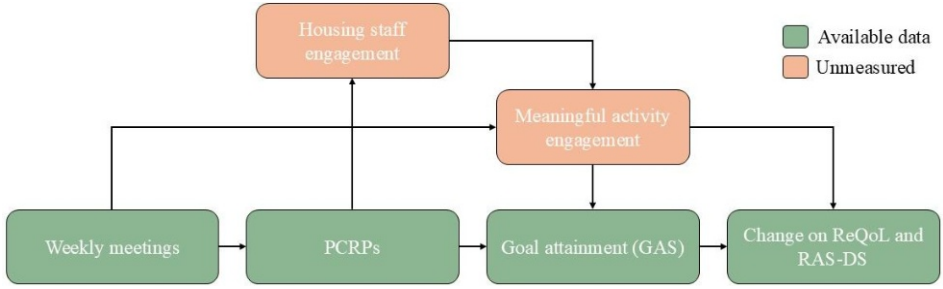 Housing staff
engagement
Available data
Unmeasured
Meaningful activity
engagement
Weekly meetings
PCRPs
Goal attainment (GAS)
Change on ReQoL and
RAS-DS